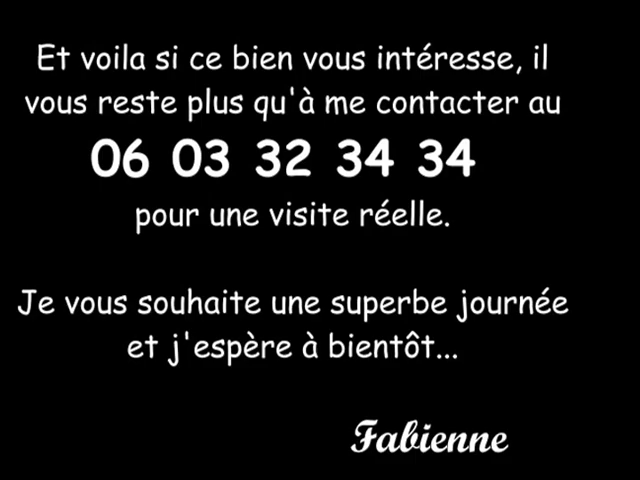 Et voila si ce bien vous intéresse, il
vous reste plus qu'à me contacter au
06 03 32 34 34
pour une visite réelle.
Je vous souhaite une superbe journée
et j'espère à bientôt...
Fabienne